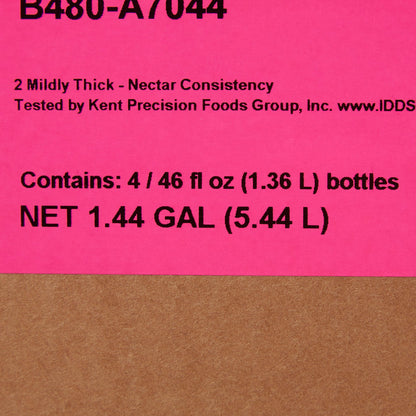 B480-A7044
2 Mildly Thick - Nectar Consistency
Tested by Kent Precision Foods Group, Inc. www.IDDS
Contains: 4 / 46 fl oz (1.36 L) bottles
NET 1.44 GAL (5.44 L)